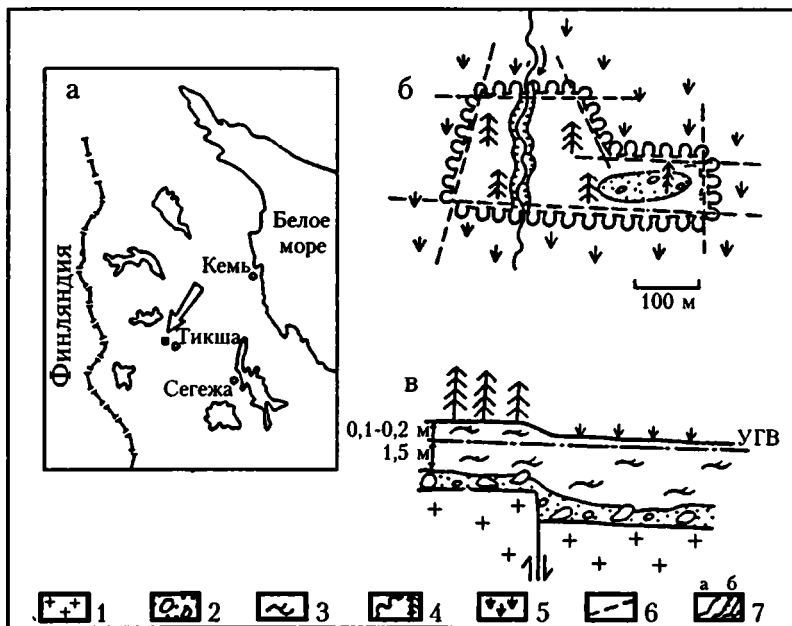 а
Финляндия
Белое
море
Кемь
Тикша
Сегежа
б
100 м
в
0,1-0,2 м
1,5 м
УГВ
1
2
3
4
5
6
а б
7